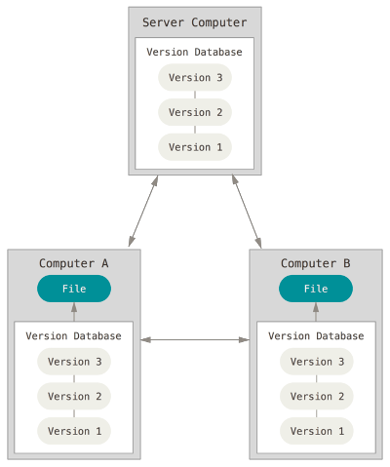 Server Computer
Version Database
Version 3
Version 2
Version 1
Computer A
File
Version Database
Version 3
Version 2
Version 1
Computer B
File
Version Database
Version 3
Version 2
Version 1